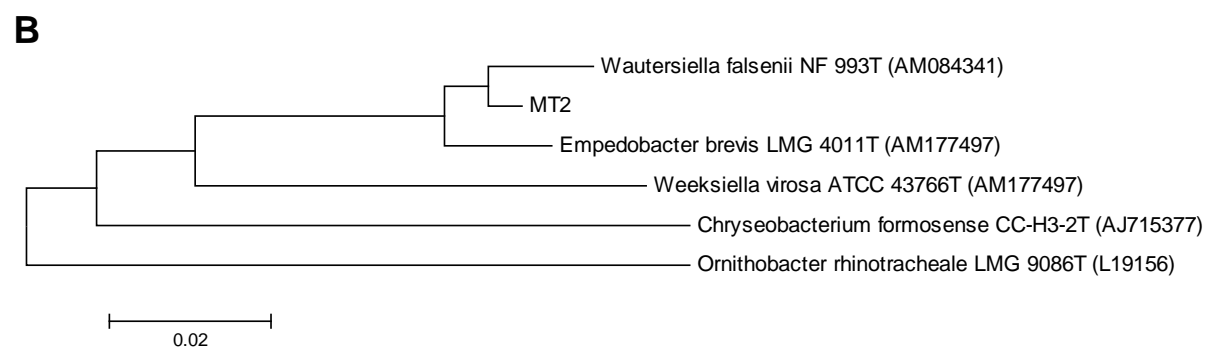 B
Wautersiella falsenii NF 993T (AM084341)
MT2
Empedobacter brevis LMG 4011T (AM177497)
Weeksiella virosa ATCC 43766T (AM177497)
Chryseobacterium formosense CC-H3-2T (AJ715377)
Ornithobacter rhinotracheale LMG 9086T (L19156)
0.02